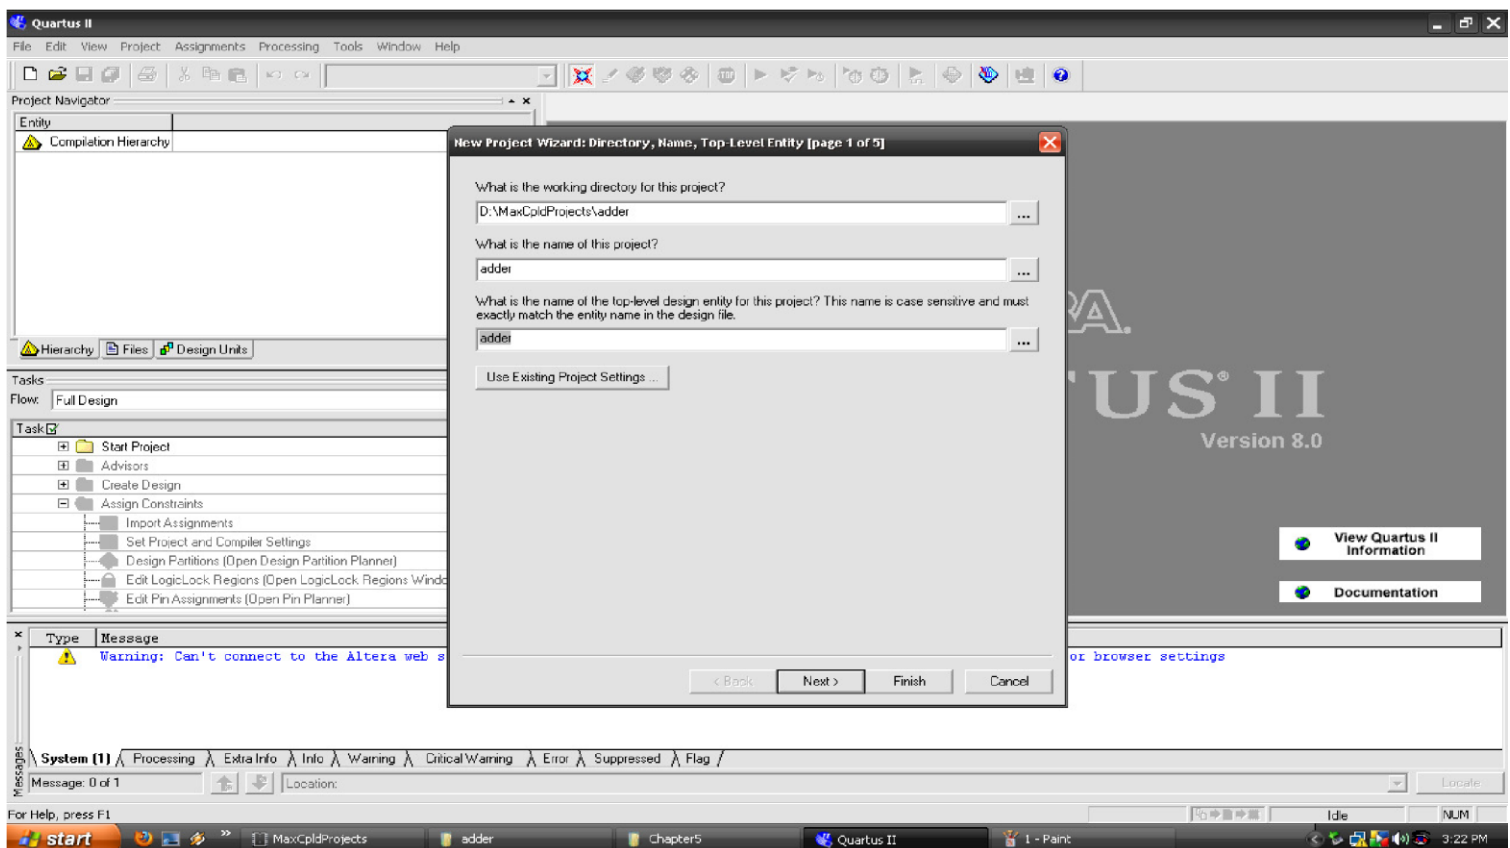 Quartus II
File Edit View Project Assignments Processing Tools Window Help
Project Navigator
Entity
Compilation Hierarchy
Hierarchy Files Design Units
Tasks
Flow: Full Design
Task
Start Project
Advisors
Create Design
Assign Constraints
Import Assignments
Set Project and Compiler Settings
Design Partitions (Open Design Partition Planner)
Edit LogicLock Regions (Open LogicLock Regions Windo
Edit Pin Assignments (Open Pin Planner)
New Project Wizard: Directory, Name, Top-Level Entity [page 1 of 5]
What is the working directory for this project?
D:\MaxCpldProjects\adder
...
What is the name of this project?
adder
...
What is the name of the top-level design entity for this project? This name is case sensitive and must
exactly match the entity name in the design file.
adder
...
Use Existing Project Settings ...
< Back Next > Finish Cancel
RA.
TUS® II
Version 8.0
View Quartus II
Information
Documentation
Type Message
Warning: Can't connect to the Altera web s
or browser settings
Messages
System (1) Processing Extra Info Info Warning Critical Warning Error Suppressed Flag
Message: 0 of 1 Location: Locate
For Help, press F1 Idle NUM
start MaxCpldProjects adder Chapter5 Quartus II 1 - Paint 3:22 PM